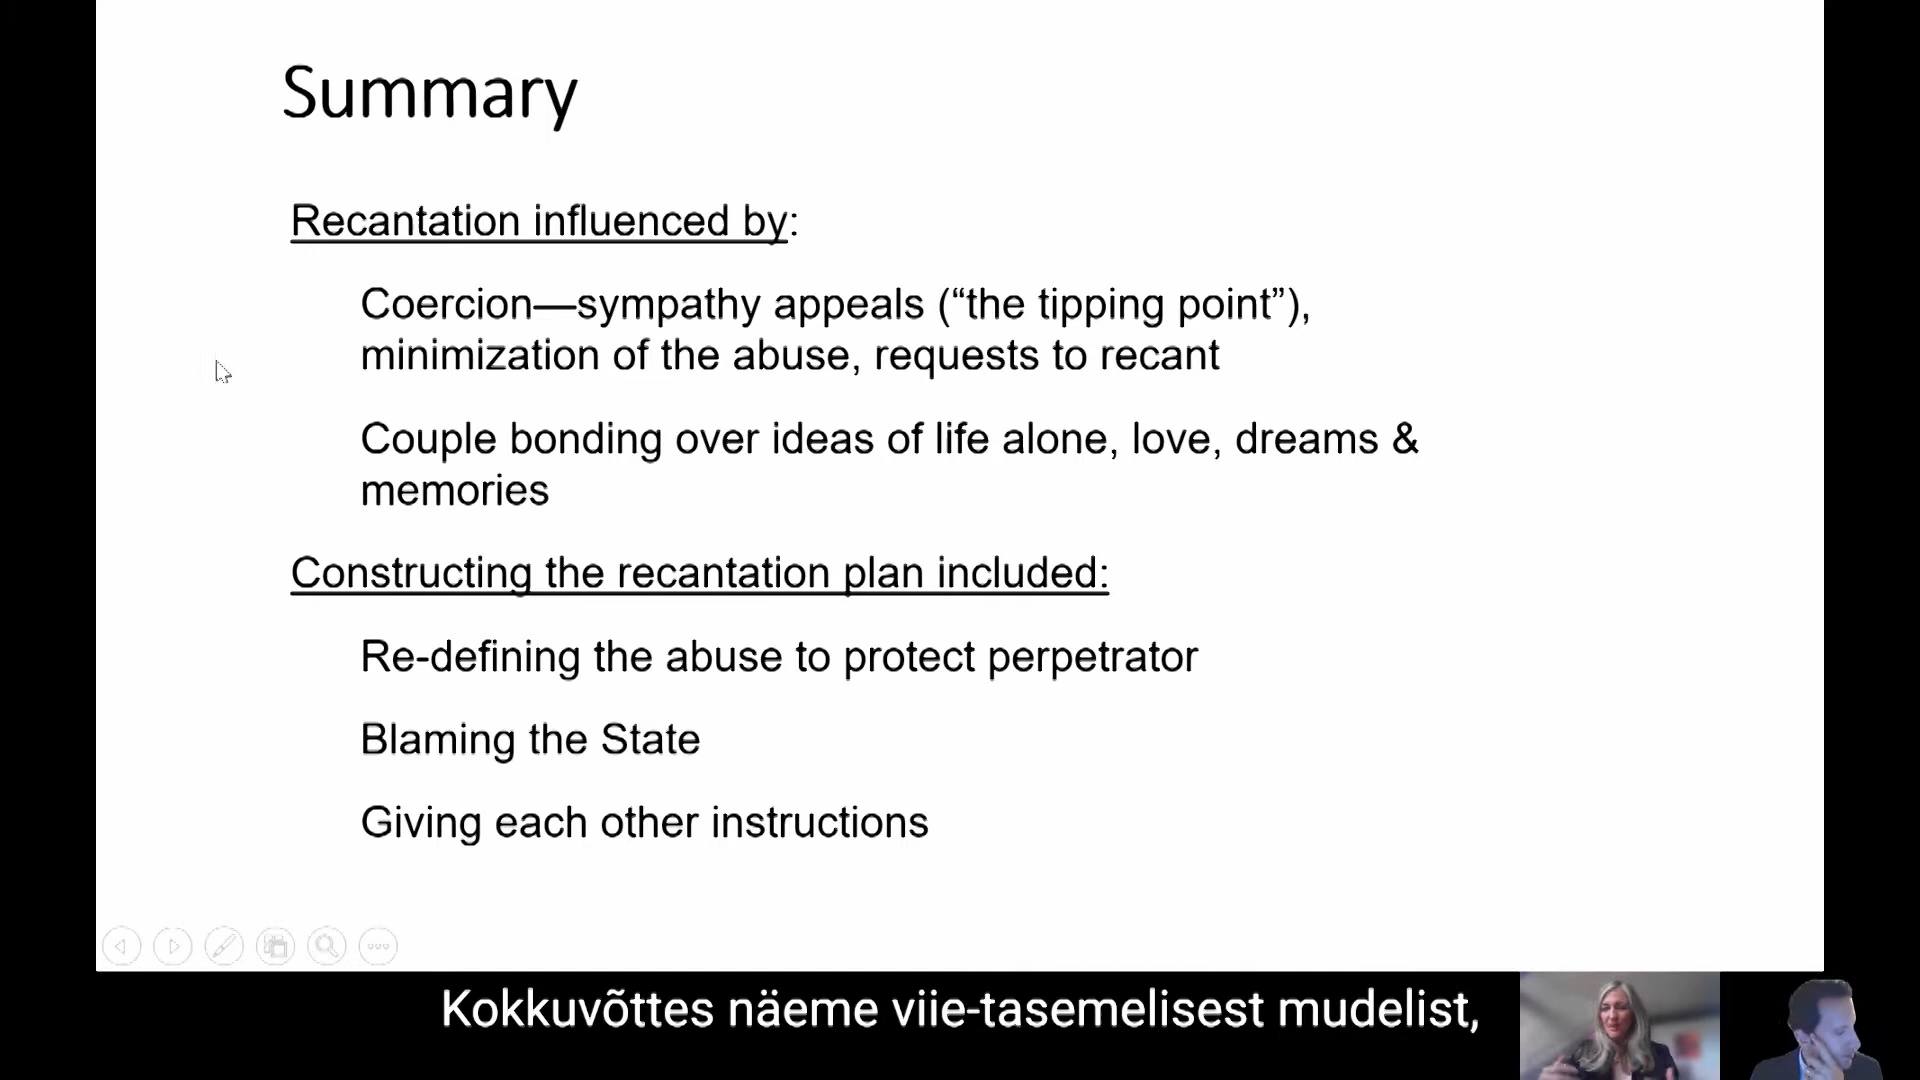 Summary
Recantation influenced by:
Coercion—sympathy appeals (“the tipping point”),
minimization of the abuse, requests to recant
Couple bonding over ideas of life alone, love, dreams &
memories
Constructing the recantation plan included:
Re-defining the abuse to protect perpetrator
Blaming the State
Giving each other instructions
Kokkuvõttes näeme viie-tasemelisest mudelist,